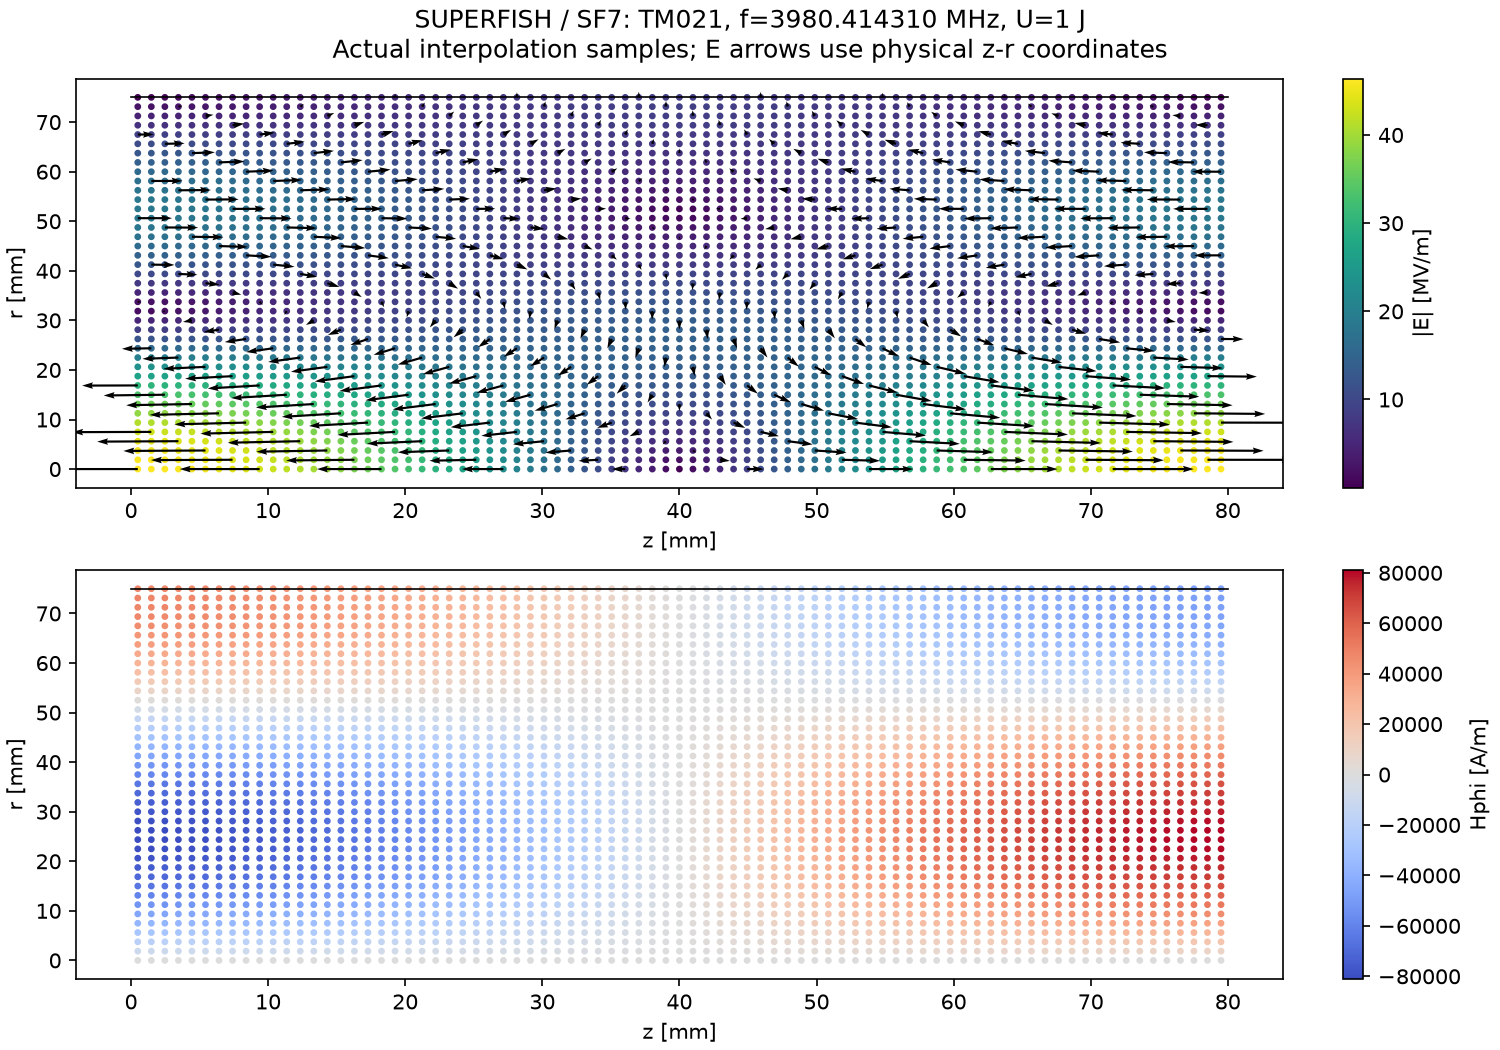 SUPERFISH / SF7: TM021, f=3980.414310 MHz, U=1 J
Actual interpolation samples; E arrows use physical z-r coordinates
70
60
50
40
30
20
10
0
r [mm]
0 10 20 30 40 50 60 70 80
z [mm]
40
30
20
10
|E| [MV/m]
70
60
50
40
30
20
10
0
r [mm]
0 10 20 30 40 50 60 70 80
z [mm]
80000
60000
40000
20000
0
−20000
−40000
−60000
−80000
Hphi [A/m]